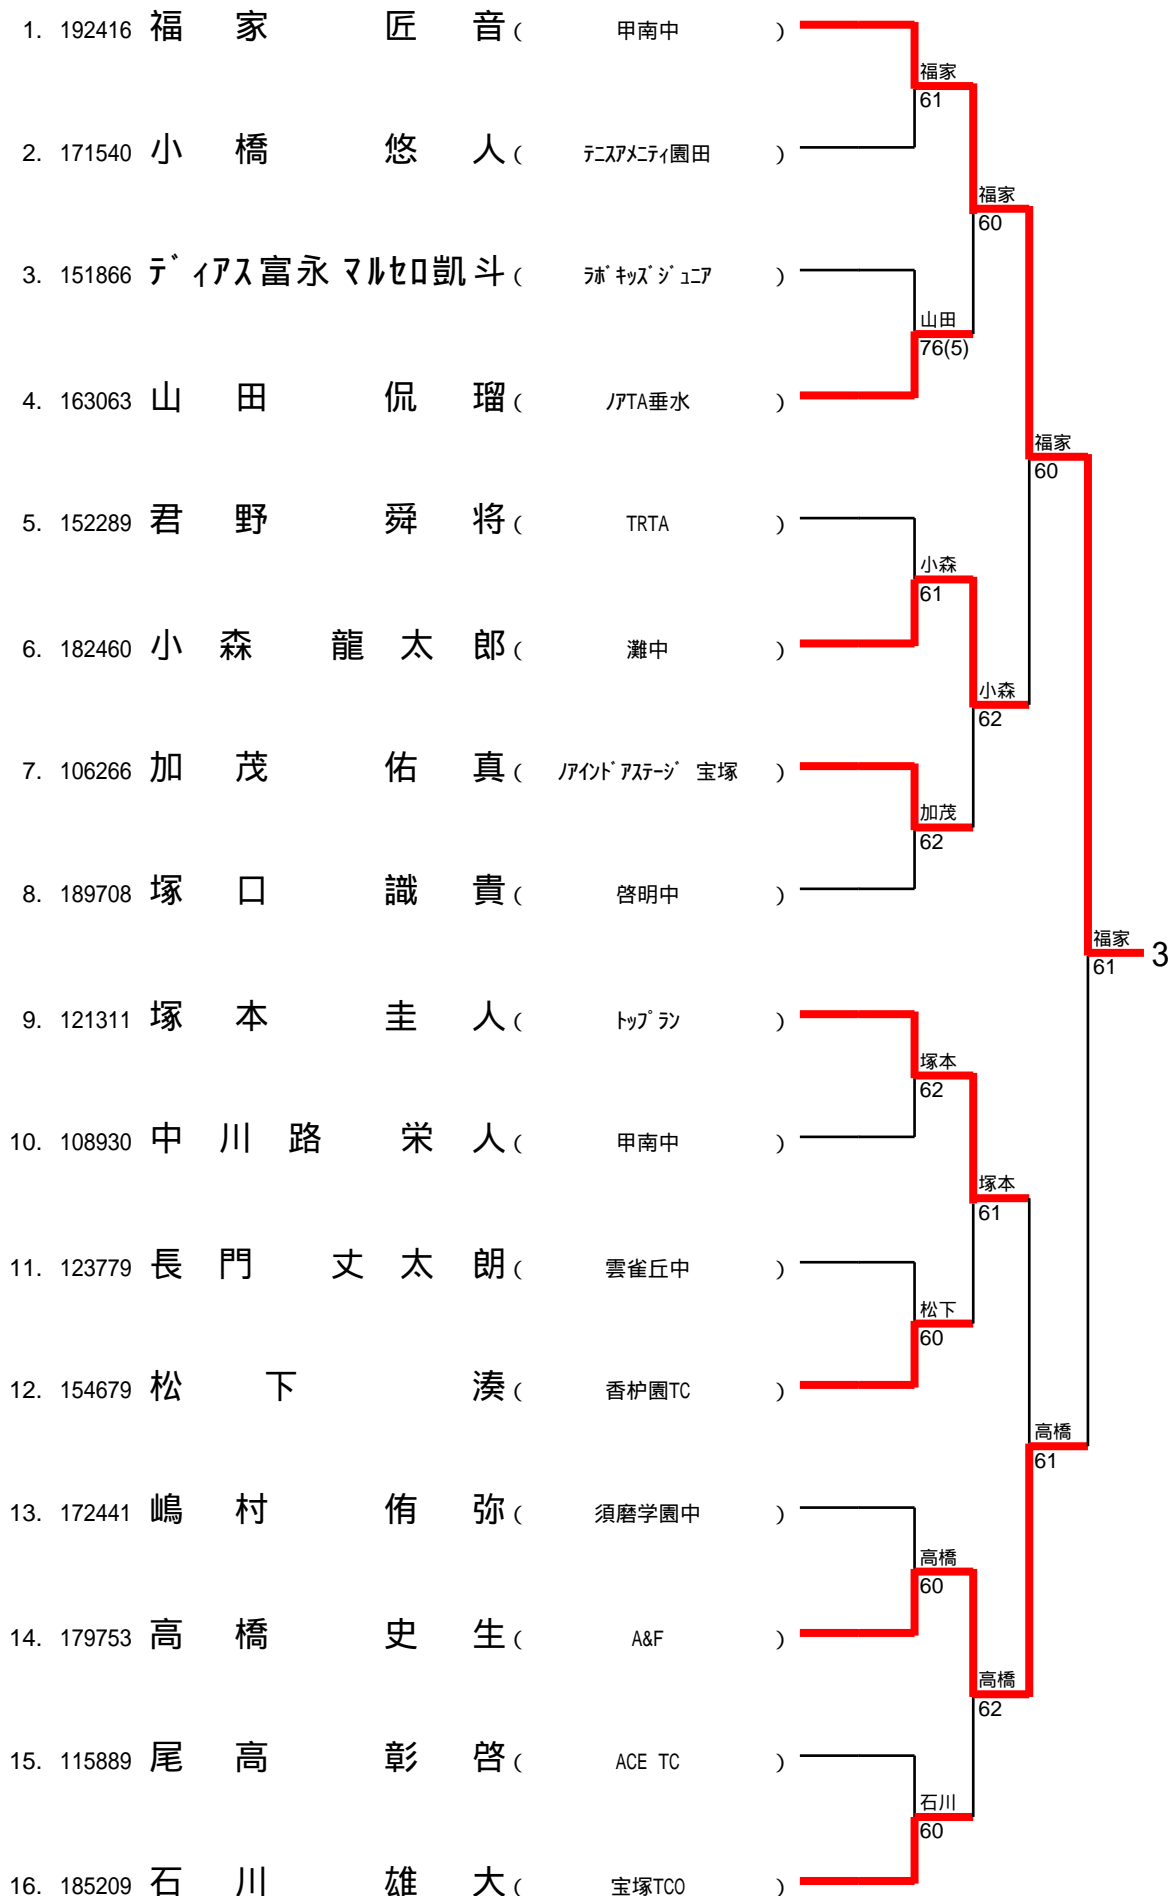 1. 192416 福家 匠音 ( 甲南中 )
福家
61
2. 171540 小橋 悠人 ( テニスアメニティ園田 )
福家
60
3. 151866 ディアス富永 マルセロ凱斗 ( ラボキッズジュニア )
山田
76(5)
4. 163063 山田 侃瑠 ( ノアTA垂水 )
福家
60
5. 152289 君野 舜将 ( TRTA )
小森
61
6. 182460 小森 龍太郎 ( 灘中 )
小森
62
7. 106266 加茂 佑真 ( ノアインドアステージ 宝塚 )
加茂
62
8. 189708 塚口 識貴 ( 啓明中 )
福家
61
3
9. 121311 塚本 圭人 ( トップラン )
塚本
62
10. 108930 中川路 栄人 ( 甲南中 )
塚本
61
11. 123779 長門 丈太朗 ( 雲雀丘中 )
松下
60
12. 154679 松下 湊 ( 香枦園TC )
高橋
61
13. 172441 嶋村 侑弥 ( 須磨学園中 )
高橋
60
14. 179753 高橋 史生 ( A&F )
高橋
62
15. 115889 尾高 彰啓 ( ACE TC )
石川
60
16. 185209 石川 雄大 ( 宝塚TCO )